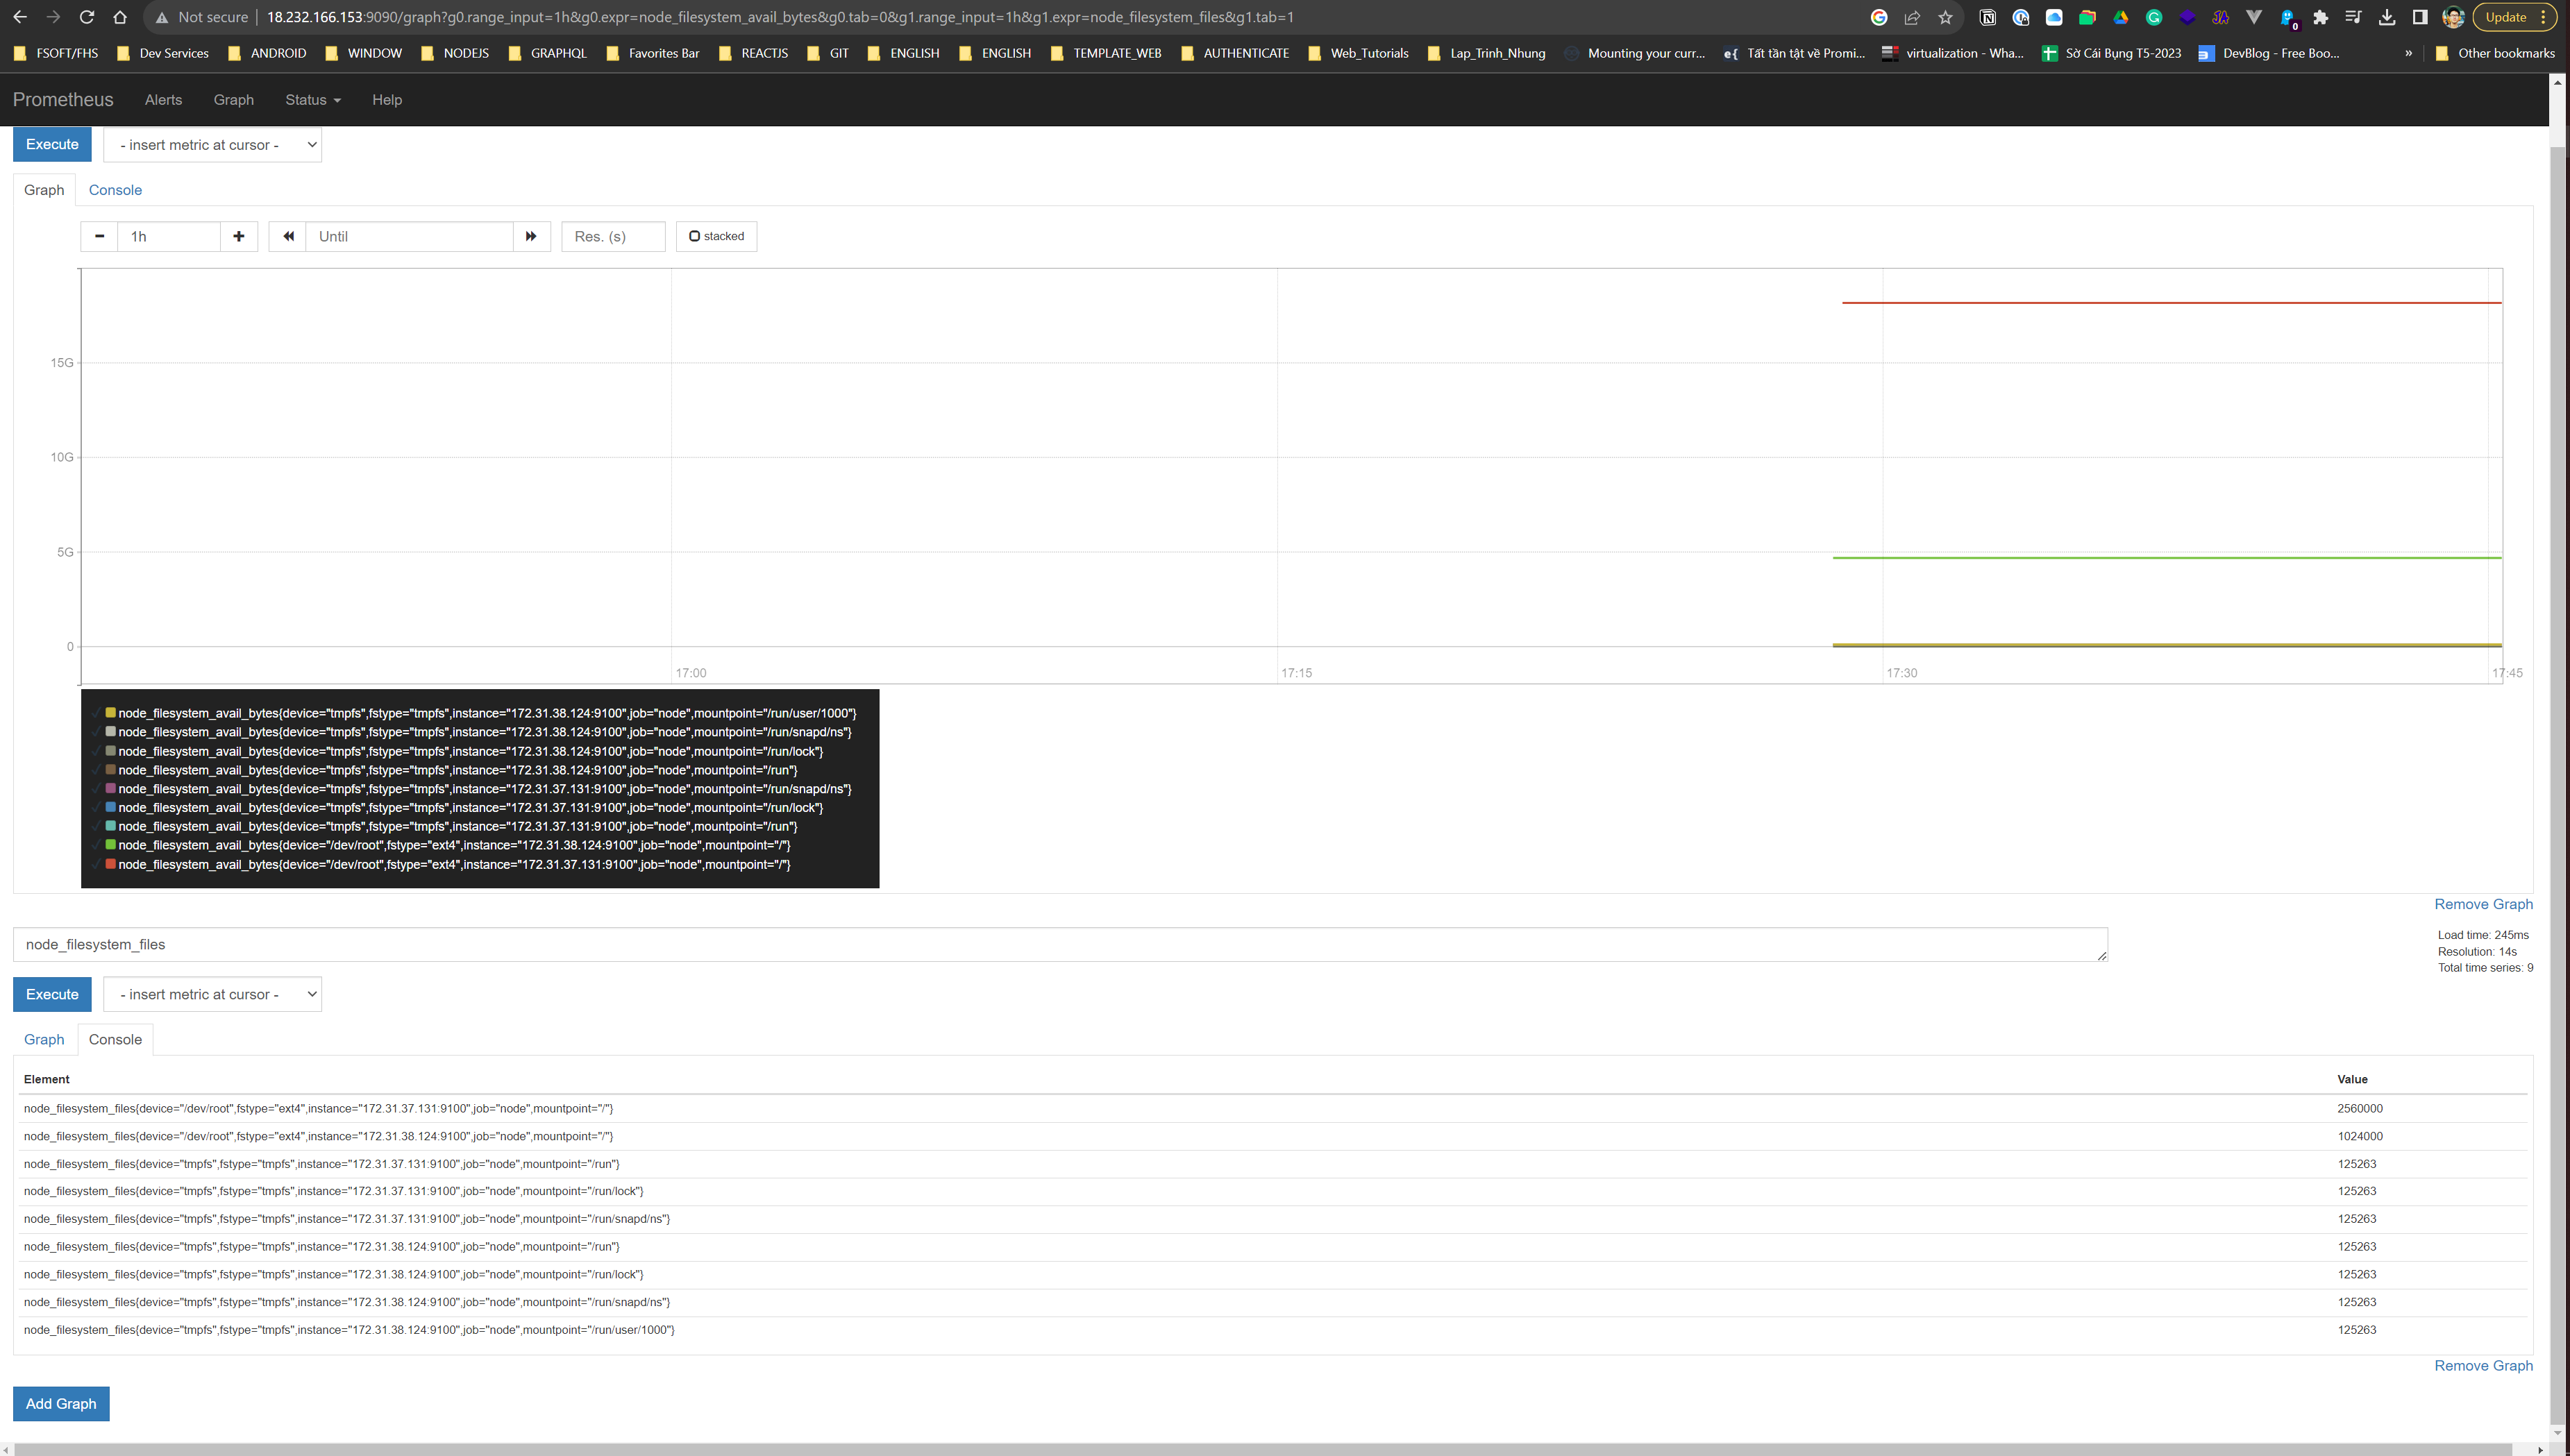 Not secure 18.232.166.153:9090/graph?g0.range_input=1h&g0.expr=node_filesystem_avail_bytes&g0.tab=0&g1.range_input=1h&g1.expr=node_filesystem_files&g1.tab=1 Update
FSOFT/FHS Dev Services ANDROID WINDOW NODEJS GRAPHQL Favorites Bar REACTJS GIT ENGLISH ENGLISH TEMPLATE_WEB AUTHENTICATE Web_Tutorials Lap_Trinh_Nhung Mounting your curr... Tất tần tật về Promi... virtualization - Wha... Sờ Cái Bụng T5-2023 DevBlog - Free Boo... » Other bookmarks
Prometheus Alerts Graph Status Help
Execute - insert metric at cursor -
Graph Console
1h Until Res. (s) stacked
15G
10G
5G
0
17:00 17:15 17:30 17:45
node_filesystem_avail_bytes{device="tmpfs",fstype="tmpfs",instance="172.31.38.124:9100",job="node",mountpoint="/run/user/1000"}
node_filesystem_avail_bytes{device="tmpfs",fstype="tmpfs",instance="172.31.38.124:9100",job="node",mountpoint="/run/snapd/ns"}
node_filesystem_avail_bytes{device="tmpfs",fstype="tmpfs",instance="172.31.38.124:9100",job="node",mountpoint="/run/lock"}
node_filesystem_avail_bytes{device="tmpfs",fstype="tmpfs",instance="172.31.38.124:9100",job="node",mountpoint="/run"}
node_filesystem_avail_bytes{device="tmpfs",fstype="tmpfs",instance="172.31.37.131:9100",job="node",mountpoint="/run/snapd/ns"}
node_filesystem_avail_bytes{device="tmpfs",fstype="tmpfs",instance="172.31.37.131:9100",job="node",mountpoint="/run/lock"}
node_filesystem_avail_bytes{device="tmpfs",fstype="tmpfs",instance="172.31.37.131:9100",job="node",mountpoint="/run"}
node_filesystem_avail_bytes{device="/dev/root",fstype="ext4",instance="172.31.38.124:9100",job="node",mountpoint="/"}
node_filesystem_avail_bytes{device="/dev/root",fstype="ext4",instance="172.31.37.131:9100",job="node",mountpoint="/"}
Remove Graph
node_filesystem_files
Load time: 245ms
Resolution: 14s
Total time series: 9
Execute - insert metric at cursor -
Graph Console
Element Value
node_filesystem_files{device="/dev/root",fstype="ext4",instance="172.31.37.131:9100",job="node",mountpoint="/"} 2560000
node_filesystem_files{device="/dev/root",fstype="ext4",instance="172.31.38.124:9100",job="node",mountpoint="/"} 1024000
node_filesystem_files{device="tmpfs",fstype="tmpfs",instance="172.31.37.131:9100",job="node",mountpoint="/run"} 125263
node_filesystem_files{device="tmpfs",fstype="tmpfs",instance="172.31.37.131:9100",job="node",mountpoint="/run/lock"} 125263
node_filesystem_files{device="tmpfs",fstype="tmpfs",instance="172.31.37.131:9100",job="node",mountpoint="/run/snapd/ns"} 125263
node_filesystem_files{device="tmpfs",fstype="tmpfs",instance="172.31.38.124:9100",job="node",mountpoint="/run"} 125263
node_filesystem_files{device="tmpfs",fstype="tmpfs",instance="172.31.38.124:9100",job="node",mountpoint="/run/lock"} 125263
node_filesystem_files{device="tmpfs",fstype="tmpfs",instance="172.31.38.124:9100",job="node",mountpoint="/run/snapd/ns"} 125263
node_filesystem_files{device="tmpfs",fstype="tmpfs",instance="172.31.38.124:9100",job="node",mountpoint="/run/user/1000"} 125263
Remove Graph
Add Graph